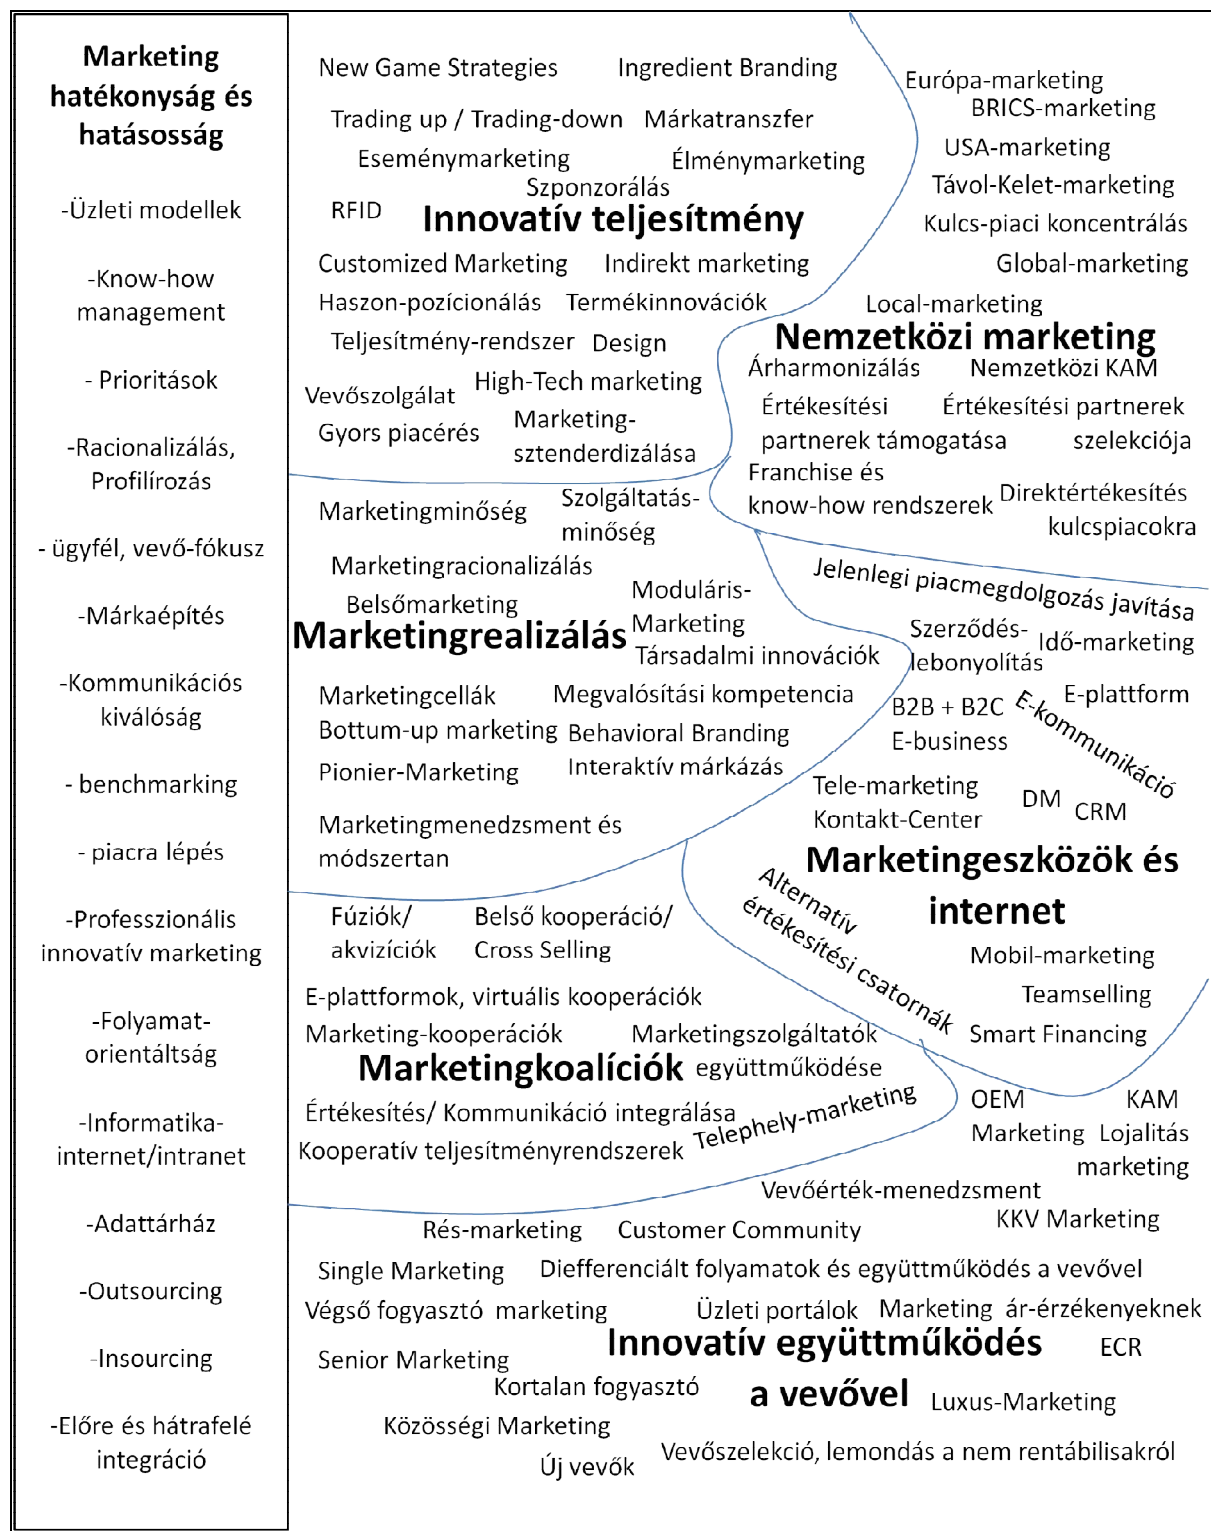 Marketing
hatékonyság és
hatásosság
-Üzleti modellek
-Know-how
management
- Prioritások
-Racionalizálás,
Profilírozás
- ügyfél, vevő-fókusz
-Márkaépítés
-Kommunikációs
kiválóság
- benchmarking
- piacra lépés
-Professzionális
innovatív marketing
-Folyamat-
orientáltság
-Informatika-
internet/intranet
-Adattárház
-Outsourcing
-Insourcing
-Előre és hátrafelé
integráció
New Game Strategies
Ingredient Branding
Trading up / Trading-down
Márkatranszfer
Eseménymarketing
Élménymarketing
Szponzorálás
RFID
Innovatív teljesítmény
Customized Marketing
Indirekt marketing
Haszon-pozícionálás
Termékinnovációk
Teljesítmény-rendszer
Design
High-Tech marketing
Vevőszolgálat
Gyors piacérés
Marketing-
sztenderdizálása
Európa-marketing
BRICS-marketing
USA-marketing
Távol-Kelet-marketing
Kulcs-piaci koncentrálás
Global-marketing
Local-marketing
Nemzetközi marketing
Árharmonizálás
Nemzetközi KAM
Értékesítési
partnerek támogatása
Értékesítési partnerek
szelekciója
Franchise és
know-how rendszerek
Direktértékesítés
kulcspiacokra
Marketingminőség
Szolgáltatás-
minőség
Marketingracionalizálás
Belsőmarketing
Moduláris-
Marketing
Marketingrealizálás
Társadalmi innovációk
Marketingcellák
Megvalósítási kompetencia
Bottum-up marketing
Behavioral Branding
Pionier-Marketing
Interaktív márkázás
Marketingmenedzsment és
módszertan
Jelenlegi piacmegdolgozás javítása
Szerződés-
lebonyolítás
Idő-marketing
E-plattform
B2B + B2C
E-business
E-kommunikáció
Tele-marketing
Kontakt-Center
DM
CRM
Marketingeszközök és
internet
Alternatív
értékesítési csatornák
Mobil-marketing
Teamselling
Smart Financing
Fúziók/
akvizíciók
Belső kooperáció/
Cross Selling
E-plattformok, virtuális kooperációk
Marketing-kooperációk
Marketingszolgáltatók
együttműködése
Marketingkoalíciók
Értékesítés/ Kommunikáció integrálása
Telephely-marketing
Kooperatív teljesítményrendszerek
OEM
Marketing
KAM
Lojalitás
marketing
Vevőérték-menedzsment
KKV Marketing
Rés-marketing
Customer Community
Single Marketing
Diefferenciált folyamatok és együttműködés a vevővel
Végső fogyasztó marketing
Üzleti portálok
Marketing ár-érzékenyeknek
Innovatív együttműködés
a vevővel
ECR
Senior Marketing
Kortalan fogyasztó
Luxus-Marketing
Közösségi Marketing
Új vevők
Vevőszelekció, lemondás a nem rentábilisakról